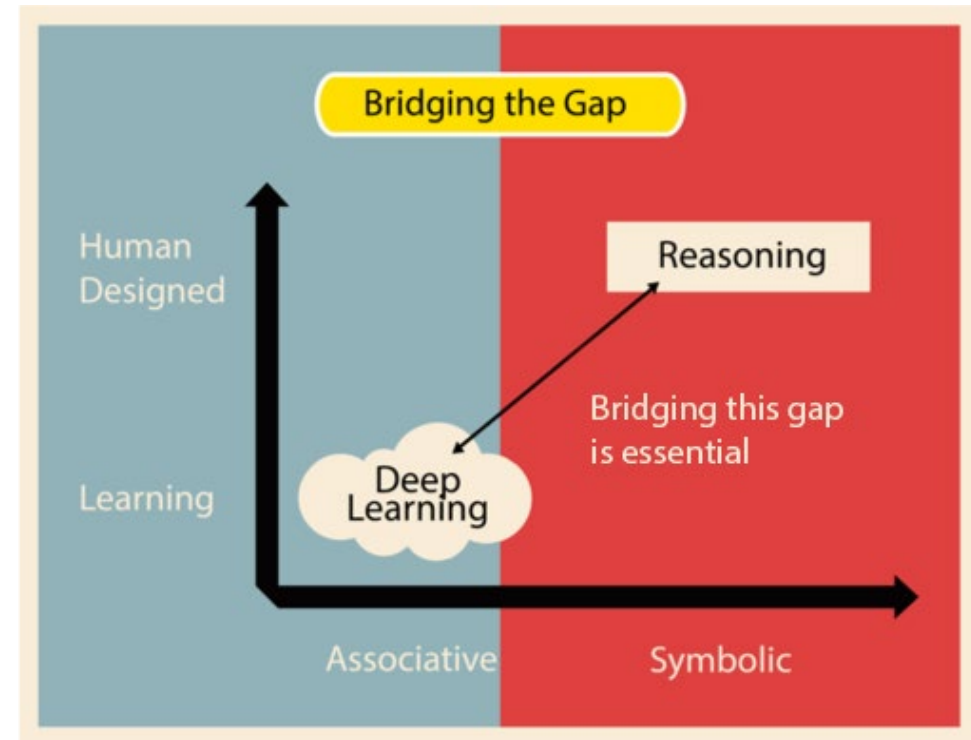 Bridging the Gap
Human
Designed
Reasoning
Bridging this gap
is essential
Deep
Learning
Learning
Associative
Symbolic